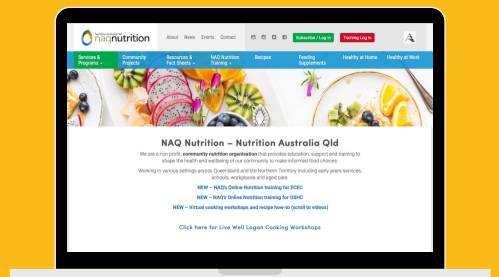 Nutrition Australia Qld
naqnutrition
About News Events Contact
Subscribe / Log in
Training Log in
A
Services &
Programs
Community
Projects
Resources &
Fact Sheets
NAQ Nutrition
Training
Recipes
Feeding
Supplements
Healthy at Home
Healthy at Work
NAQ Nutrition – Nutrition Australia Qld
We are a non profit, community nutrition organisation that provides education, support and training to
shape the health and wellbeing of our community to make informed food choices.
Working in various settings across Queensland and the Northern Territory including early years services,
schools, workplaces and aged care.
NEW – NAQ's Online Nutrition training for ECEC
NEW – NAQ's Online Nutrition training for OSHC
NEW – Virtual cooking workshops and recipe how-to (scroll to videos)
Click here for Live Well Logan Cooking Workshops